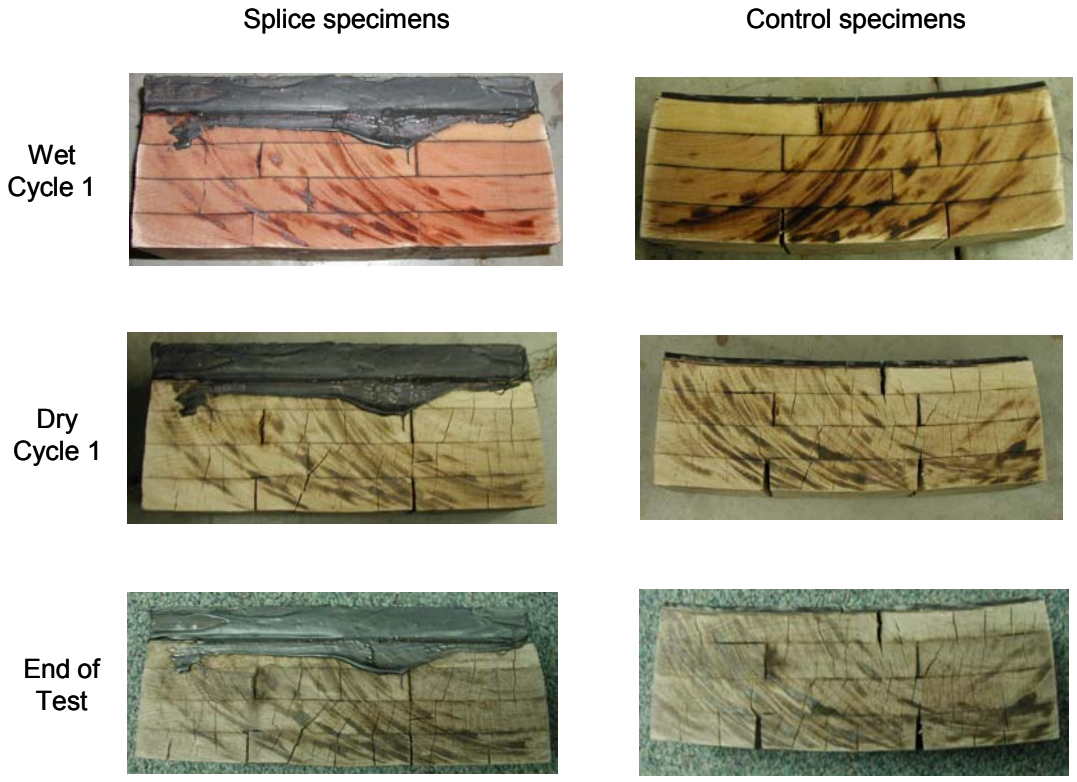 Splice specimens
Control specimens
Wet
Cycle 1
Dry
Cycle 1
End of
Test